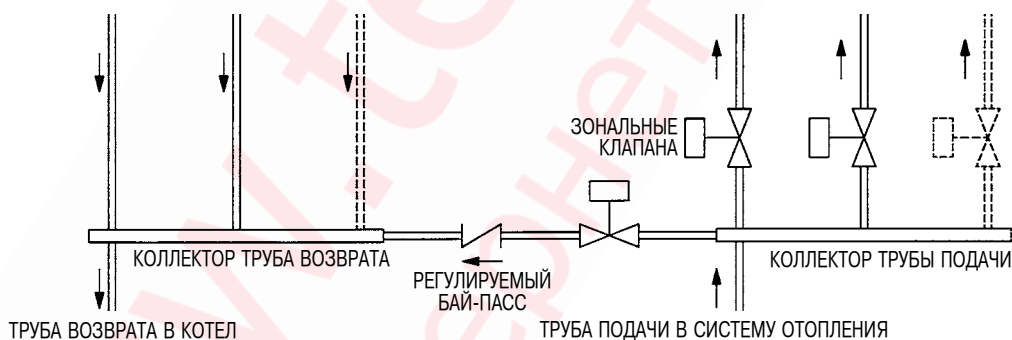 ЗОНАЛЬНЫЕ
КЛАПАНА
КОЛЛЕКТОР ТРУБА ВОЗВРАТА
КОЛЛЕКТОР ТРУБЫ ПОДАЧИ
РЕГУЛИРУЕМЫЙ
БАЙ-ПАСС
ТРУБА ВОЗВРАТА В КОТЕЛ
ТРУБА ПОДАЧИ В СИСТЕМУ ОТОПЛЕНИЯ